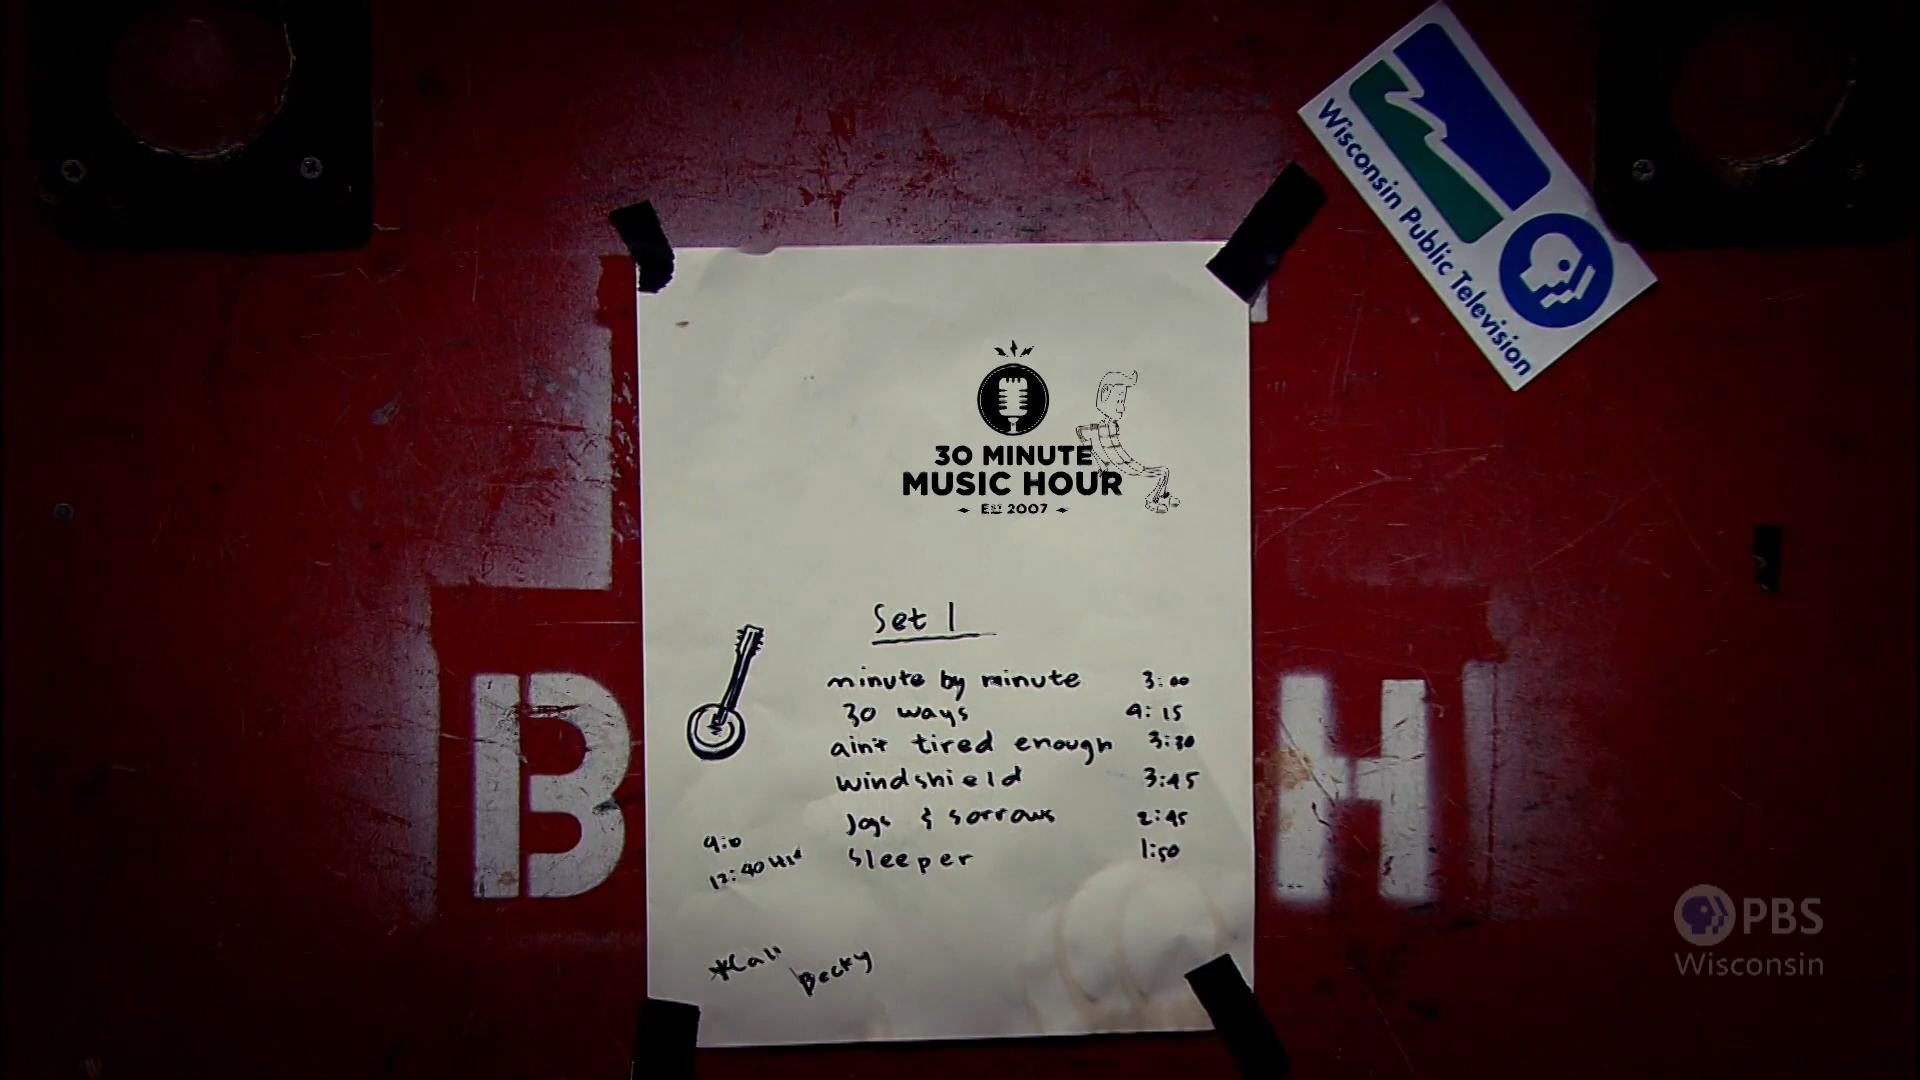 Wisconsin Public Television
30 MINUTE
MUSIC HOUR
EST 2007
Set 1
minute by minute 3:00
30 ways 4:15
ain't tired enough 3:30
windshield 3:45
Joys & sorrows 2:45
sleeper 1:50
*Call
Becky
B H
PBS
Wisconsin